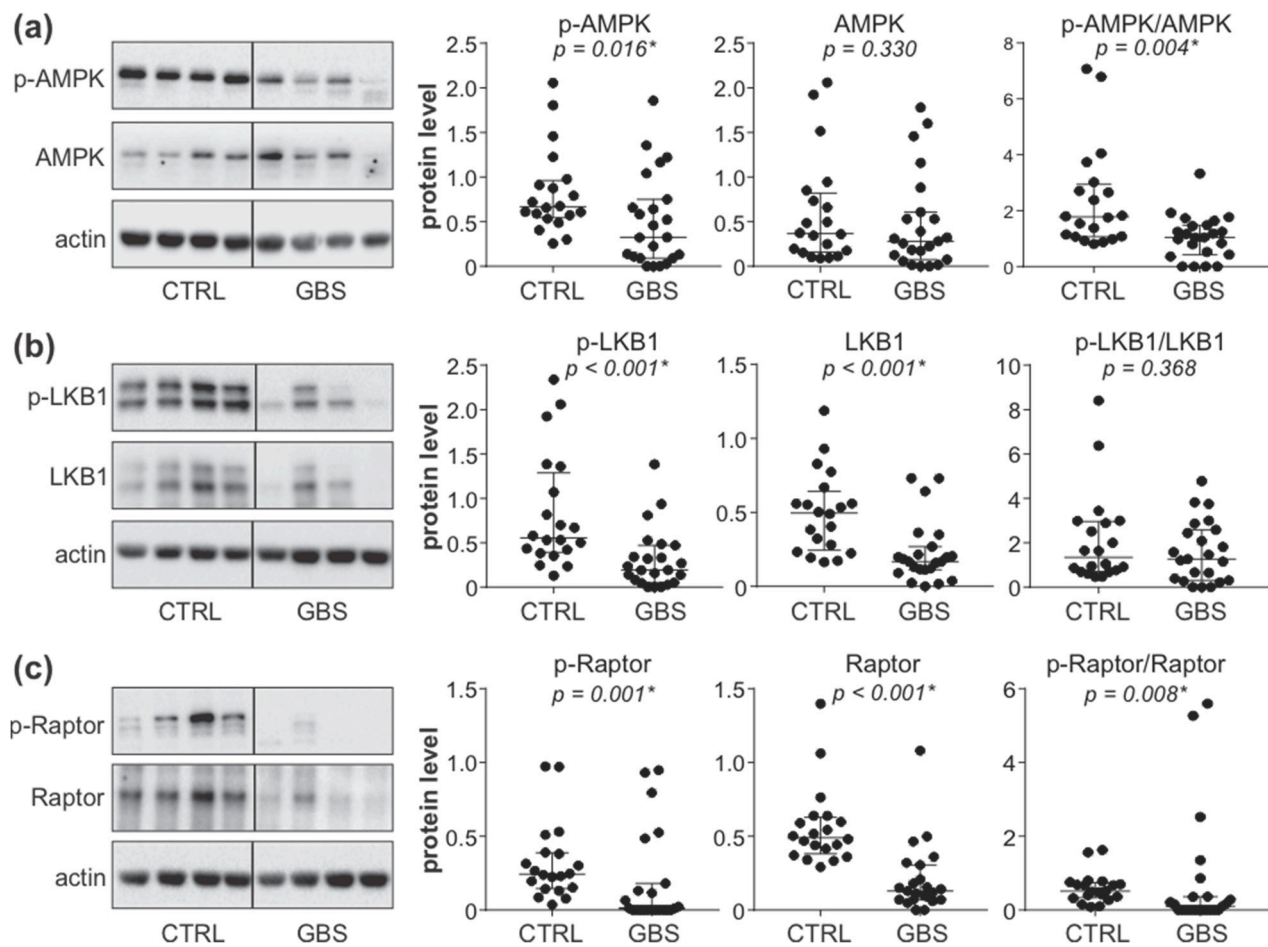 (a)
p-AMPK
AMPK
actin
CTRL GBS
p-AMPK
p = 0.016*
protein level
2.5
2.0
1.5
1.0
0.5
0
CTRL GBS
AMPK
p = 0.330
2.5
2.0
1.5
1.0
0.5
0
CTRL GBS
p-AMPK/AMPK
p = 0.004*
8
6
4
2
0
CTRL GBS
(b)
p-LKB1
LKB1
actin
CTRL GBS
p-LKB1
p < 0.001*
protein level
2.5
2.0
1.5
1.0
0.5
0
CTRL GBS
LKB1
p < 0.001*
1.5
1.0
0.5
0
CTRL GBS
p-LKB1/LKB1
p = 0.368
10
8
6
4
2
0
CTRL GBS
(c)
p-Raptor
Raptor
actin
CTRL GBS
p-Raptor
p = 0.001*
protein level
1.5
1.0
0.5
0
CTRL GBS
Raptor
p < 0.001*
1.5
1.0
0.5
0
CTRL GBS
p-Raptor/Raptor
p = 0.008*
6
4
2
0
CTRL GBS